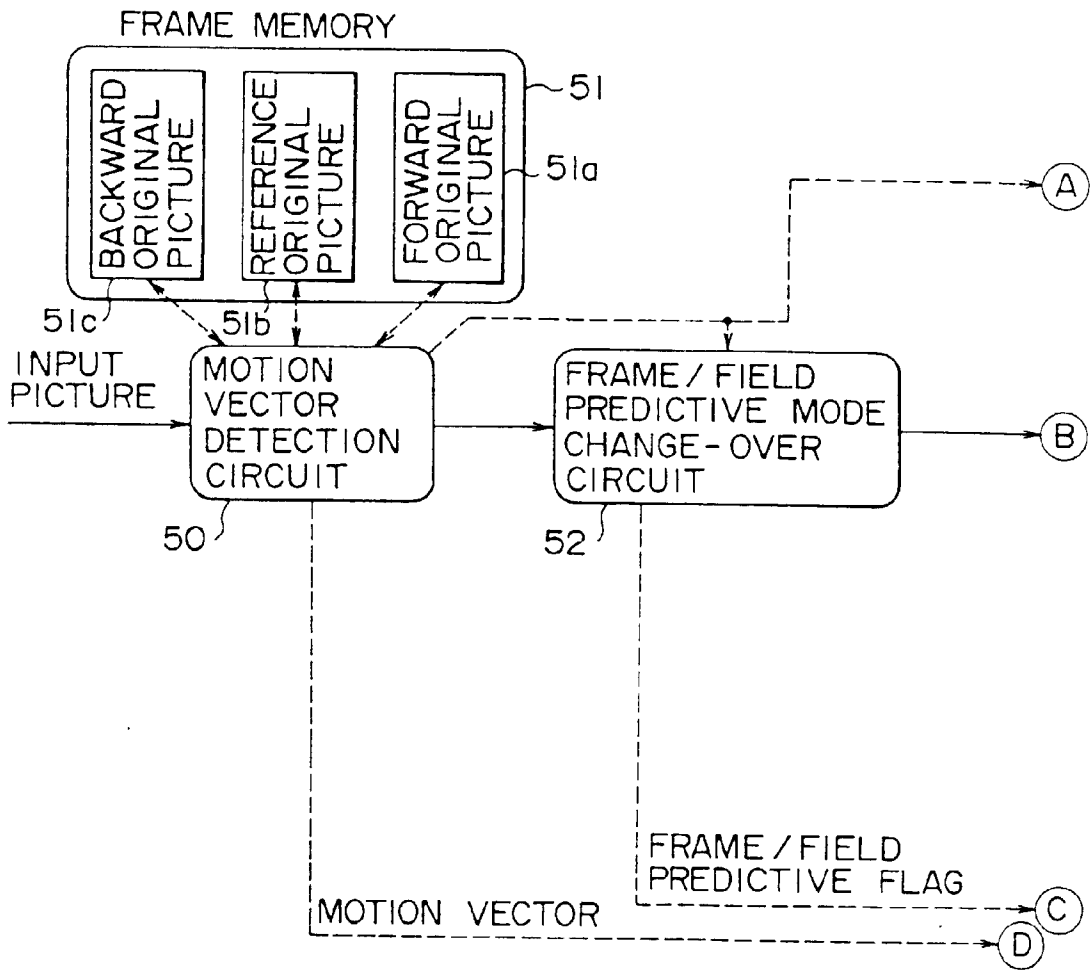 FRAME MEMORY
BACKWARD
ORIGINAL
PICTURE
REFERENCE
ORIGINAL
PICTURE
FORWARD
ORIGINAL
PICTURE
51
51a
51c
51b
A
INPUT
PICTURE
MOTION
VECTOR
DETECTION
CIRCUIT
FRAME/FIELD
PREDICTIVE MODE
CHANGE-OVER
CIRCUIT
B
50
52
FRAME/FIELD
PREDICTIVE FLAG
C
MOTION VECTOR
D